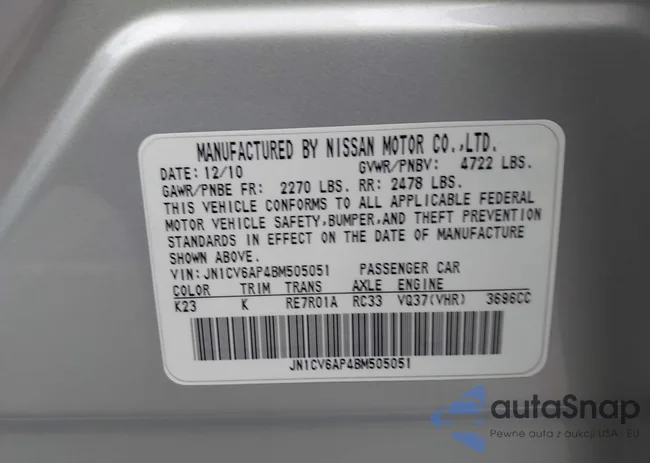 MANUFACTURED BY NISSAN MOTOR CO.,LTD.
DATE: 12/10 GVWR/PNBV: 4722 LBS.
GAWR/PNBE FR: 2270 LBS. RR: 2478 LBS.
THIS VEHICLE CONFORMS TO ALL APPLICABLE FEDERAL
MOTOR VEHICLE SAFETY,BUMPER,AND THEFT PREVENTION
STANDARDS IN EFFECT ON THE DATE OF MANUFACTURE
SHOWN ABOVE.
VIN: JN1CV6AP4BM505051 PASSENGER CAR
COLOR TRIM TRANS AXLE ENGINE
K23 K RE7R01A RC33 VQ37(VHR) 3696CC
JN1CV6AP4BM505051
autaSnap
Pewne auta z aukcji USA i EU